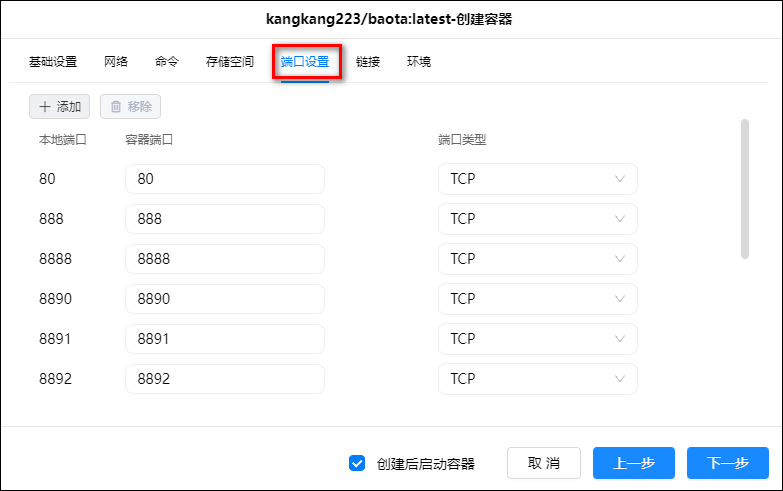 kangkang223/baota:latest-创建容器
基础设置 网络 命令 存储空间 端口设置 链接 环境
添加 移除
本地端口 容器端口 端口类型
80 80 TCP
888 888 TCP
8888 8888 TCP
8890 8890 TCP
8891 8891 TCP
8892 8892 TCP
创建后启动容器 取消 上一步 下一步